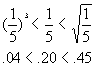 (1/5)² < 1/5 < √(1/5)
.04 < .20 < .45